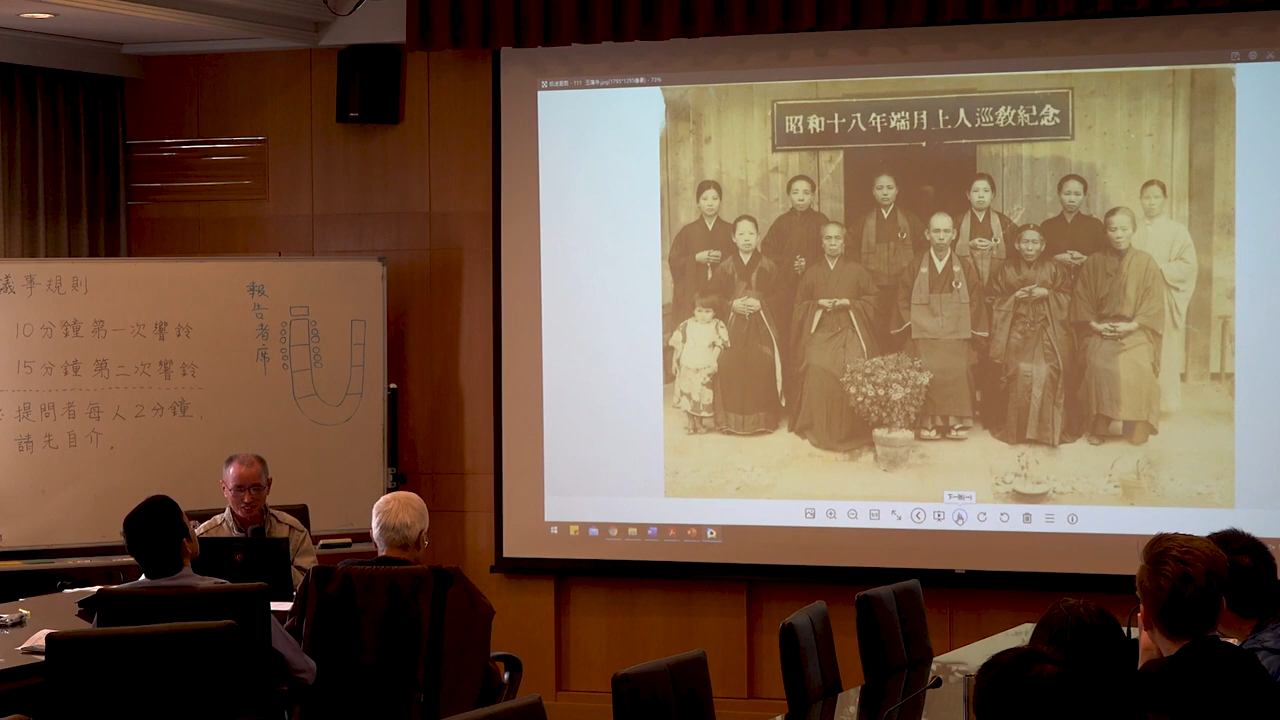 議事規則
10分鐘第一次響鈴
15分鐘第二次響鈴
提問者每人2分鐘,
請先自介。
報告者席
昭和十八年端月上人巡教紀念